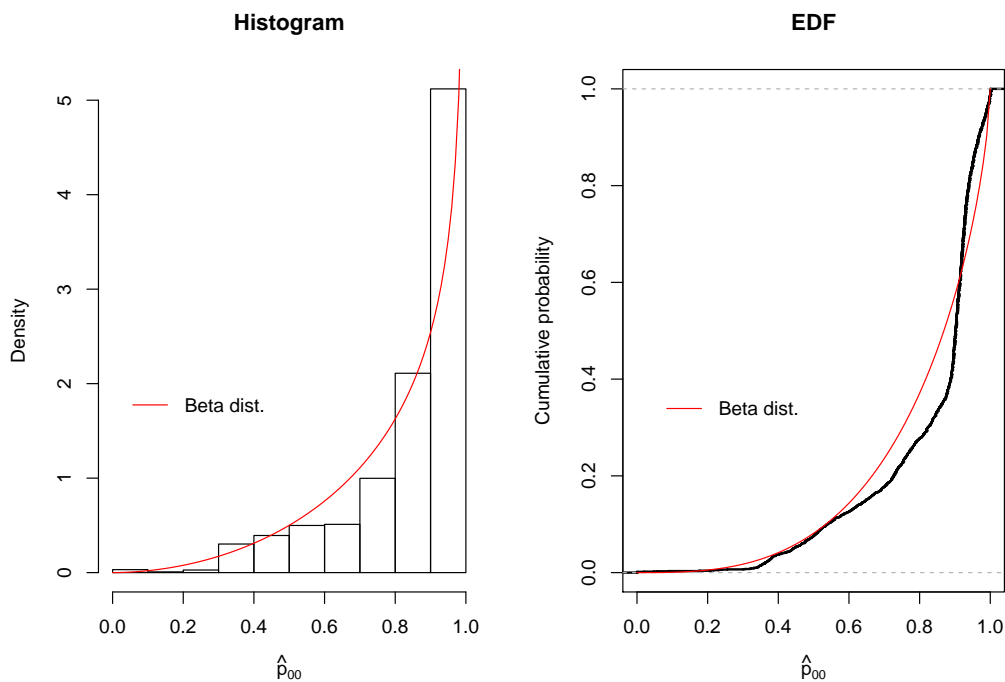 Histogram
Density
0
1
2
3
4
5
Beta dist.
0.0 0.2 0.4 0.6 0.8 1.0
p̂₀₀
EDF
Cumulative probability
0.0
0.2
0.4
0.6
0.8
1.0
Beta dist.
0.0 0.2 0.4 0.6 0.8 1.0
p̂₀₀